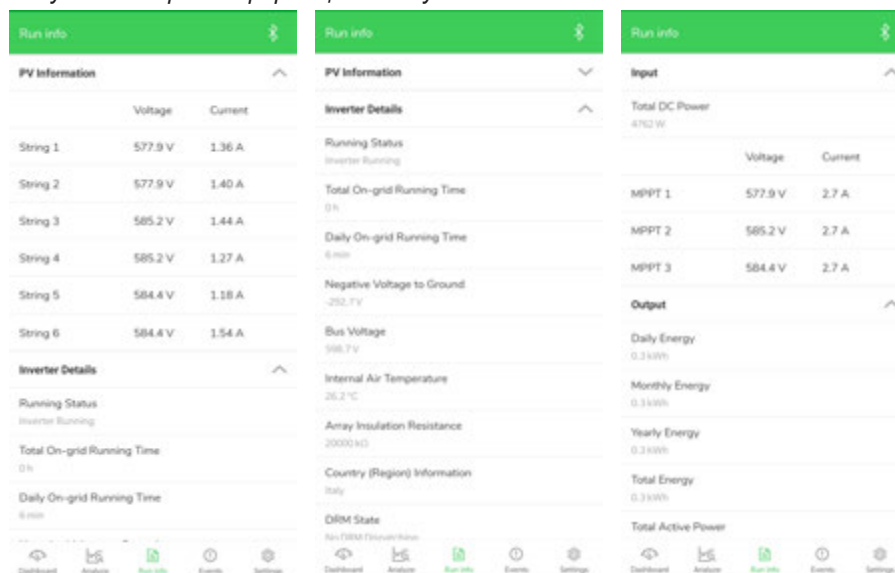 Run info
PV Information
Voltage Current
String 1 577.9 V 1.36 A
String 2 577.9 V 1.40 A
String 3 585.2 V 1.44 A
String 4 585.2 V 1.27 A
String 5 584.4 V 1.18 A
String 6 584.4 V 1.54 A
Inverter Details
Running Status
Inverter Running
Total On-grid Running Time
0 h
Daily On-grid Running Time
6 min
Dashboard Analyze Run info Events Settings
Run info
PV Information
Inverter Details
Running Status
Inverter Running
Total On-grid Running Time
0 h
Daily On-grid Running Time
6 min
Negative Voltage to Ground
-292.7 V
Bus Voltage
598.7 V
Internal Air Temperature
26.2 °C
Array Insulation Resistance
20000 kΩ
Country (Region) Information
Italy
DRM State
Dashboard Analyze Run info Events Settings
Run info
Input
Total DC Power
4762 W
Voltage Current
MPPT 1 577.9 V 2.7 A
MPPT 2 585.2 V 2.7 A
MPPT 3 584.4 V 2.7 A
Output
Daily Energy
0.3 kWh
Monthly Energy
0.3 kWh
Yearly Energy
0.3 kWh
Total Energy
0.3 kWh
Total Active Power
Dashboard Analyze Run info Events Settings